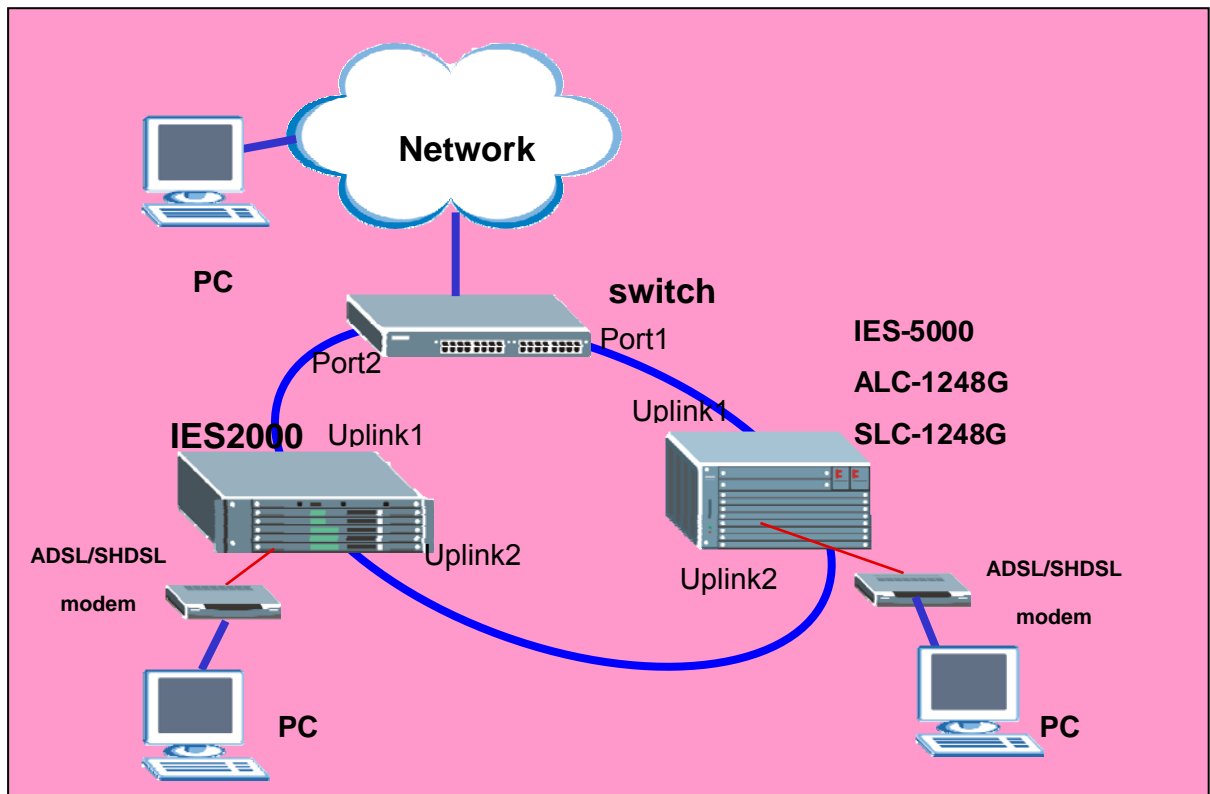 Network
PC
switch
Port1
Port2
IES-5000
ALC-1248G
SLC-1248G
Uplink1
IES2000
Uplink1
Uplink2
Uplink2
ADSL/SHDSL
modem
ADSL/SHDSL
modem
PC
PC